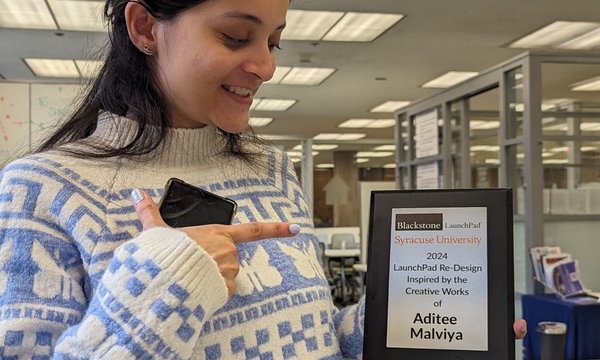 Blackstone LaunchPad
Syracuse University
2024
LaunchPad Re-Design
Inspired by the
Creative Works
of
Aditee
Malviya